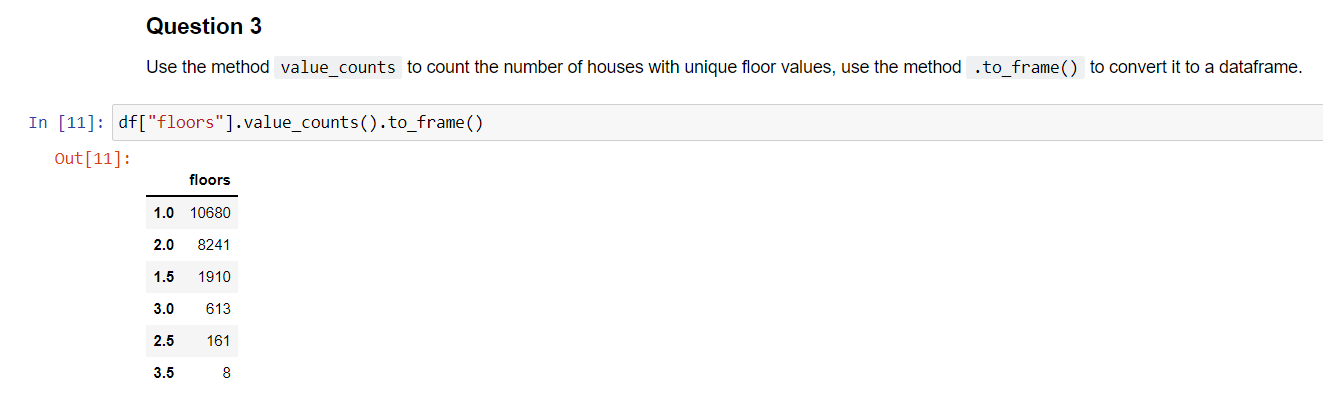 Question 3
Use the method value_counts to count the number of houses with unique floor values, use the method .to_frame() to convert it to a dataframe.
In [11]: df["floors"].value_counts().to_frame()
Out[11]:
floors
1.0 10680
2.0 8241
1.5 1910
3.0 613
2.5 161
3.5 8